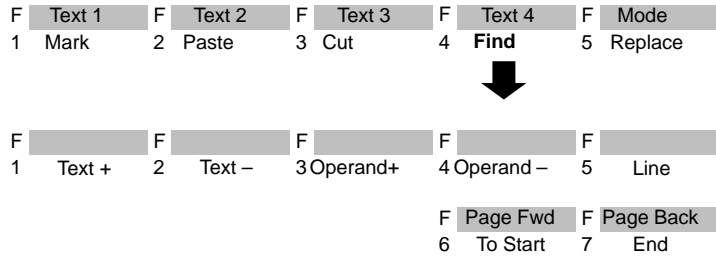 F Text 1 F Text 2 F Text 3 F Text 4 F Mode
1 Mark 2 Paste 3 Cut 4 Find 5 Replace
F F F F F
1 Text + 2 Text – 3 Operand+ 4 Operand – 5 Line
F Page Fwd F Page Back
6 To Start 7 End